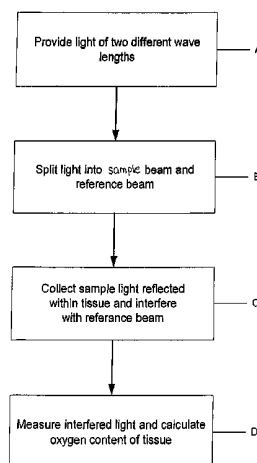 Provide light of two different wave
lengths
A
Split light into sample beam and
reference beam
B
Collect sample light reflected
within tissue and interfere
with reference beam
C
Measure interfered light and calculate
oxygen content of tissue
D